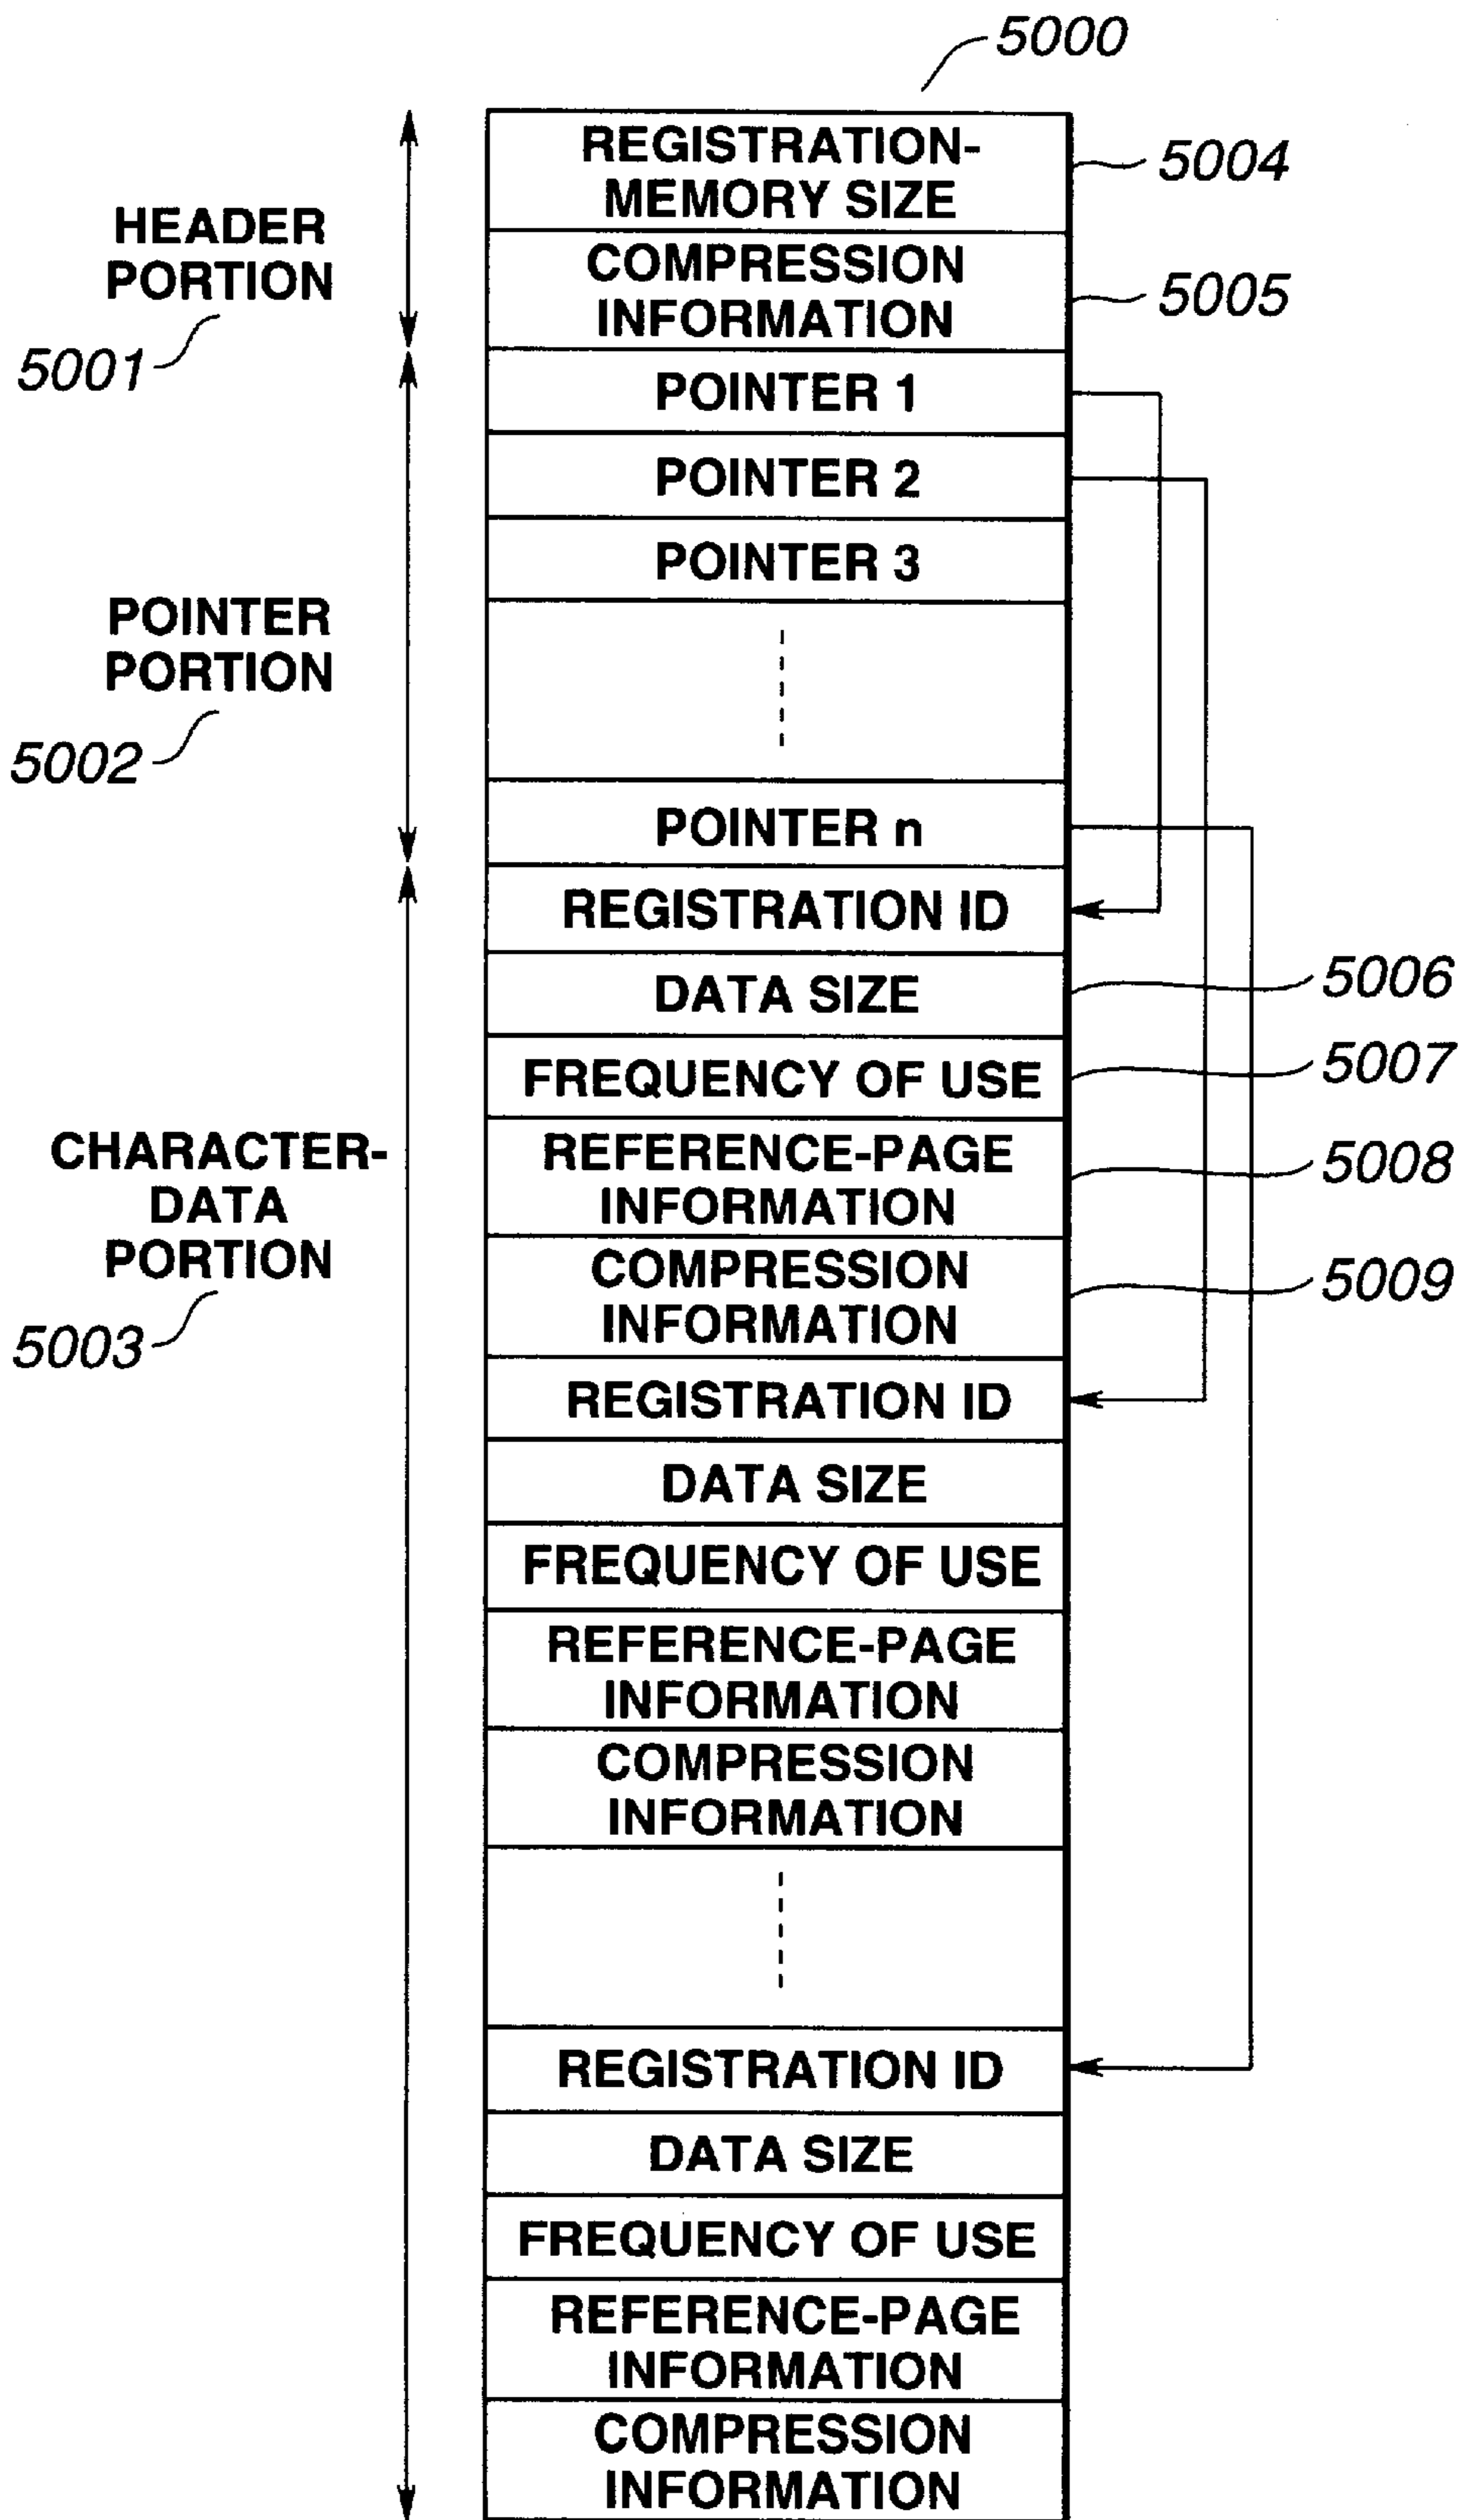 5000
REGISTRATION-
MEMORY SIZE
5004
HEADER
PORTION
5001
COMPRESSION
INFORMATION
5005
POINTER 1
POINTER 2
POINTER 3
POINTER
PORTION
5002
POINTER n
REGISTRATION ID
DATA SIZE
5006
FREQUENCY OF USE
5007
CHARACTER-
DATA
PORTION
5003
REFERENCE-PAGE
INFORMATION
5008
COMPRESSION
INFORMATION
5009
REGISTRATION ID
DATA SIZE
FREQUENCY OF USE
REFERENCE-PAGE
INFORMATION
COMPRESSION
INFORMATION
REGISTRATION ID
DATA SIZE
FREQUENCY OF USE
REFERENCE-PAGE
INFORMATION
COMPRESSION
INFORMATION